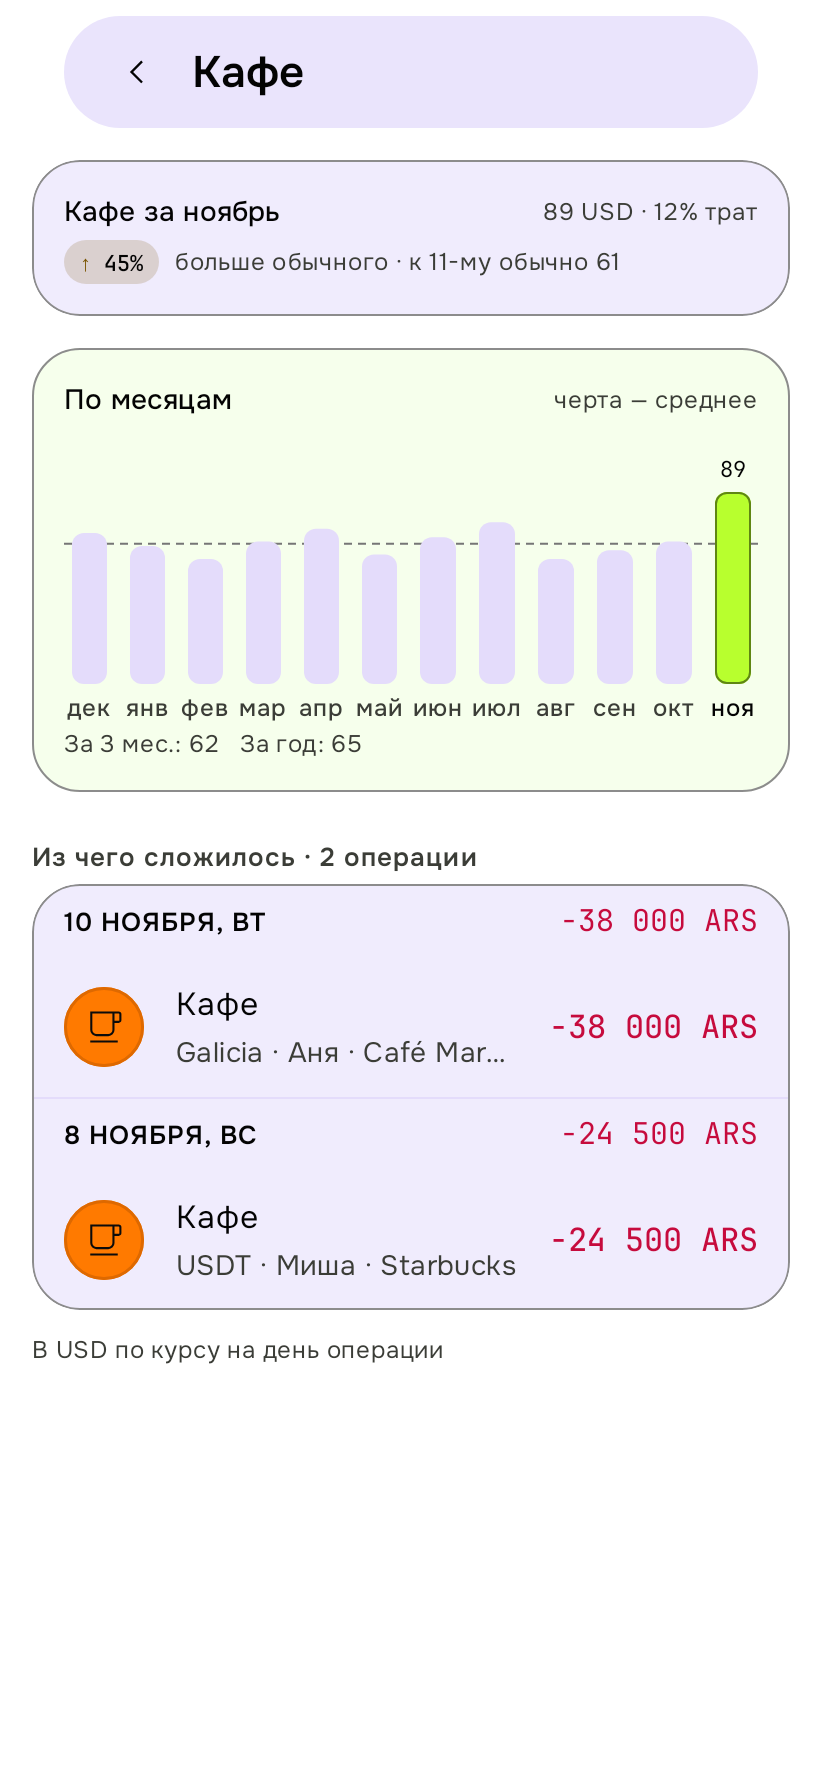 Кафе
Кафе за ноябрь 89 USD · 12% трат
↑ 45% больше обычного · к 11-му обычно 61
По месяцам черта — среднее
89
дек янв фев мар апр май июн июл авг сен окт ноя
За 3 мес.: 62 За год: 65
Из чего сложилось · 2 операции
10 НОЯБРЯ, ВТ -38 000 ARS
Кафе
Galicia · Аня · Café Mar... -38 000 ARS
8 НОЯБРЯ, ВС -24 500 ARS
Кафе
USDT · Миша · Starbucks -24 500 ARS
В USD по курсу на день операции